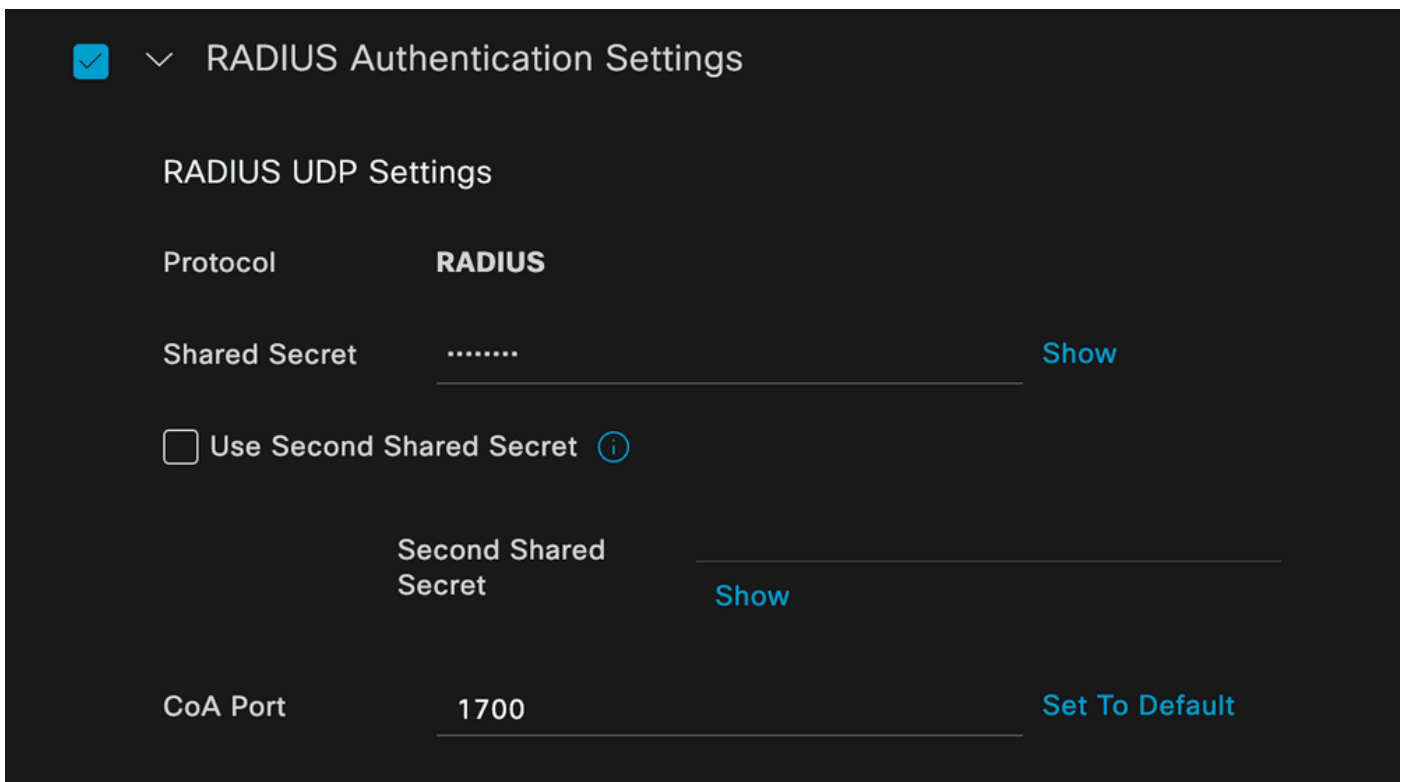 RADIUS Authentication Settings
RADIUS UDP Settings
Protocol RADIUS
Shared Secret ········ Show
Use Second Shared Secret
Second Shared
Secret
Show
CoA Port 1700 Set To Default